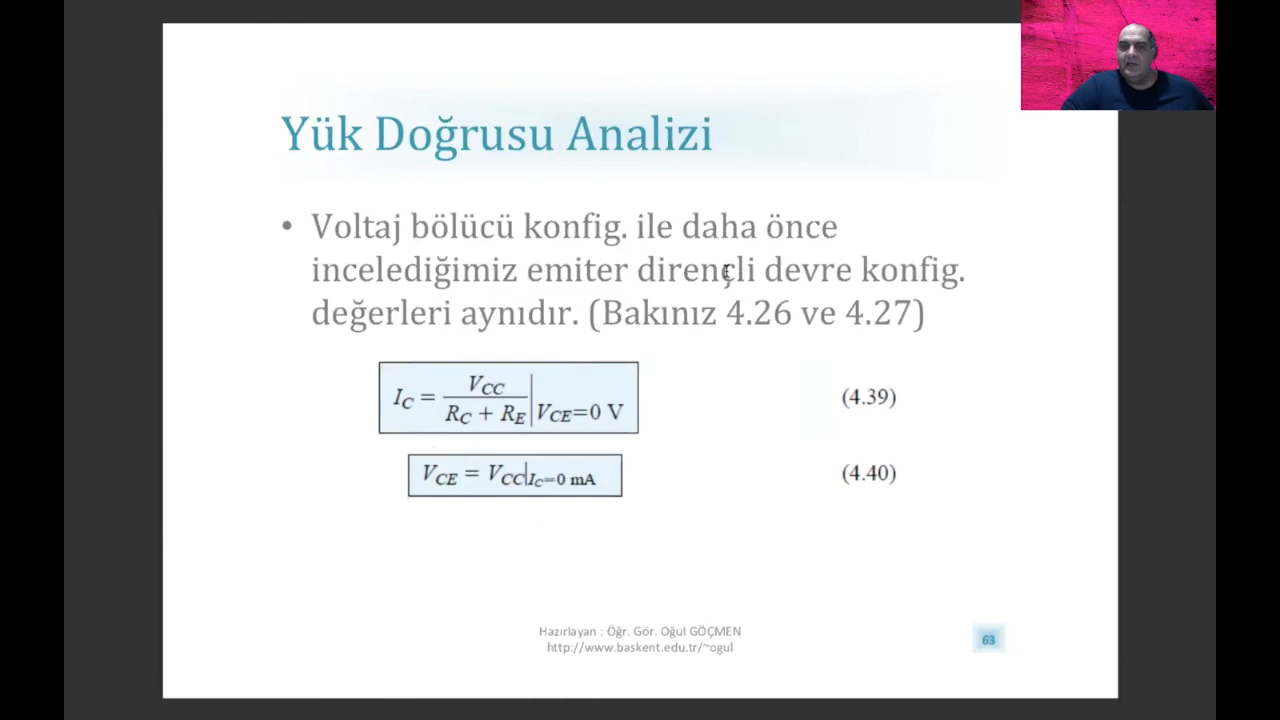 Yük Doğrusu Analizi
• Voltaj bölücü konfig. ile daha önce
incelediğimiz emiter dirençli devre konfig.
değerleri aynıdır. (Bakınız 4.26 ve 4.27)
I_C = V_CC / (R_C + R_E) | V_CE=0 V (4.39)
V_CE = V_CC | I_C=0 mA (4.40)
Hazırlayan : Öğr. Gör. Oğul GÖÇMEN
http://www.baskent.edu.tr/~ogul
63